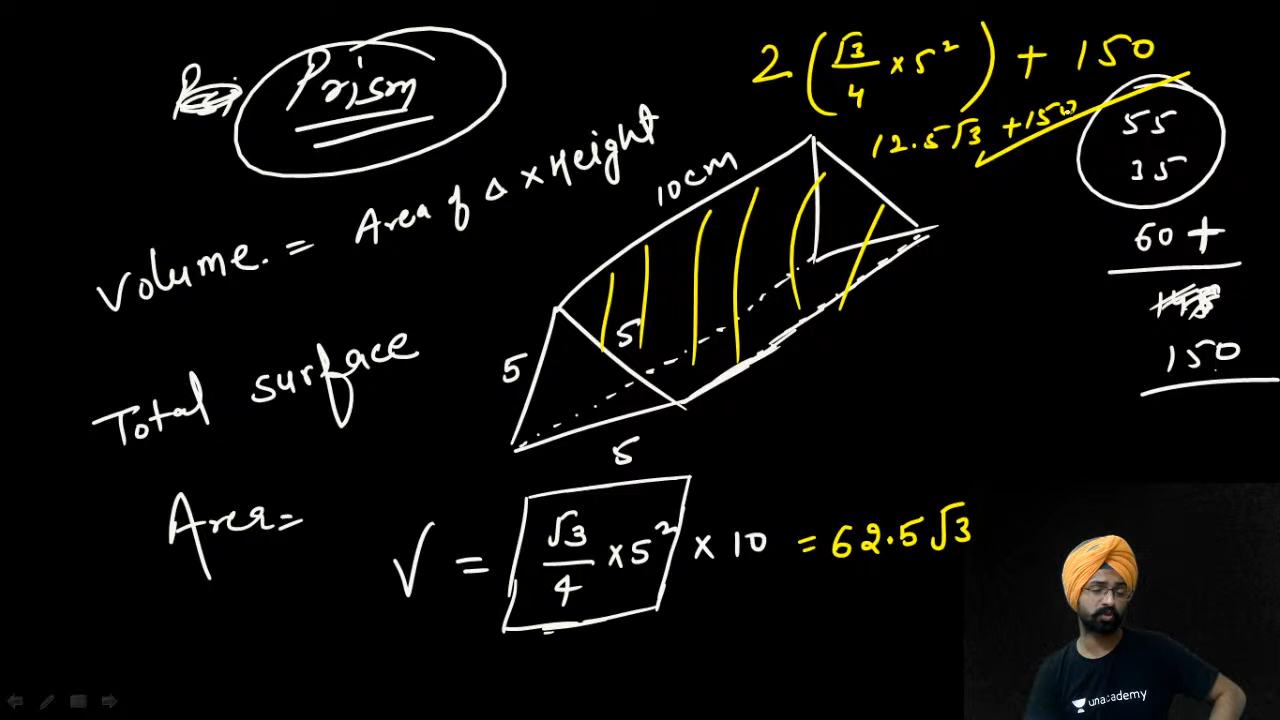 Prism
2 ( √3/4 × 5² ) + 150
12.5√3 + 150
55
35
60 +
150
Volume. = Area of Δ × Height
10cm
5
5
5
Total surface
Area =
V = √3/4 × 5² × 10 = 62.5√3
unacademy